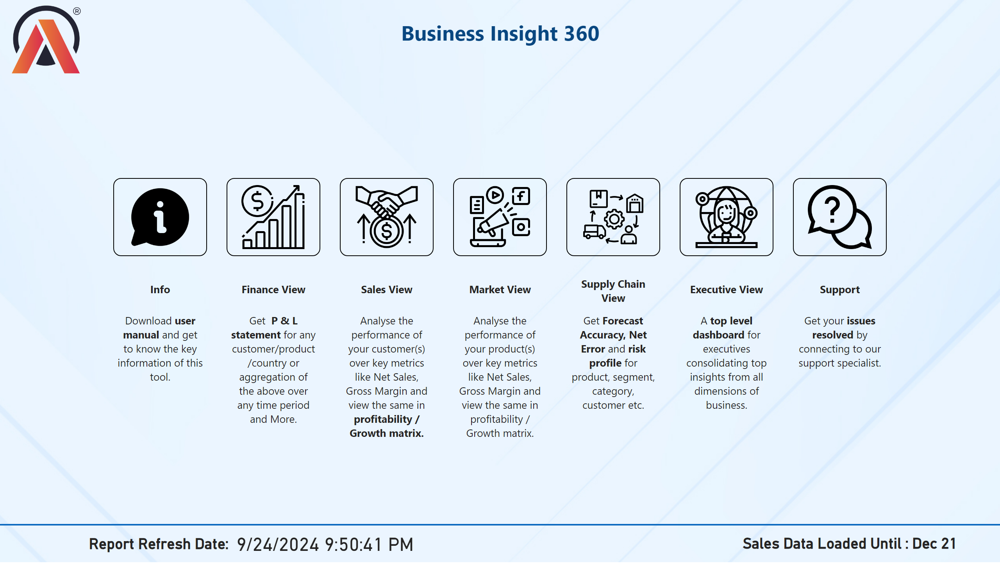 ®
Business Insight 360
Info
Download user
manual and get
to know the key
information of this
tool.
Finance View
Get  P & L
statement for any
customer/product
/country or
aggregation of
the above over
any time period
and More.
Sales View
Analyse the
performance of
your customer(s)
over key metrics
like Net Sales,
Gross Margin and
view the same in
profitability /
Growth matrix.
Market View
Analyse the
performance of
your product(s)
over key metrics
like Net Sales,
Gross Margin and
view the same in
profitability /
Growth matrix.
Supply Chain
View
Get Forecast
Accuracy, Net
Error and risk
profile for
product, segment,
category,
customer etc.
Executive View
A top level
dashboard for
executives
consolidating top
insights from all
dimensions of
business.
Support
Get your issues
resolved by
connecting to our
support specialist.
Report Refresh Date: 9/24/2024 9:50:41 PM
Sales Data Loaded Until : Dec 21